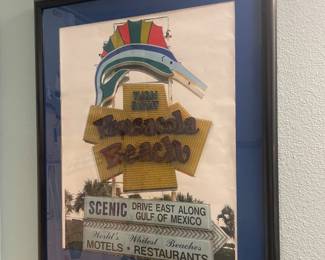 Pensacola
Beach
SCENIC DRIVE EAST ALONG
GULF OF MEXICO
World's Whitest Beaches
MOTELS * RESTAURANTS